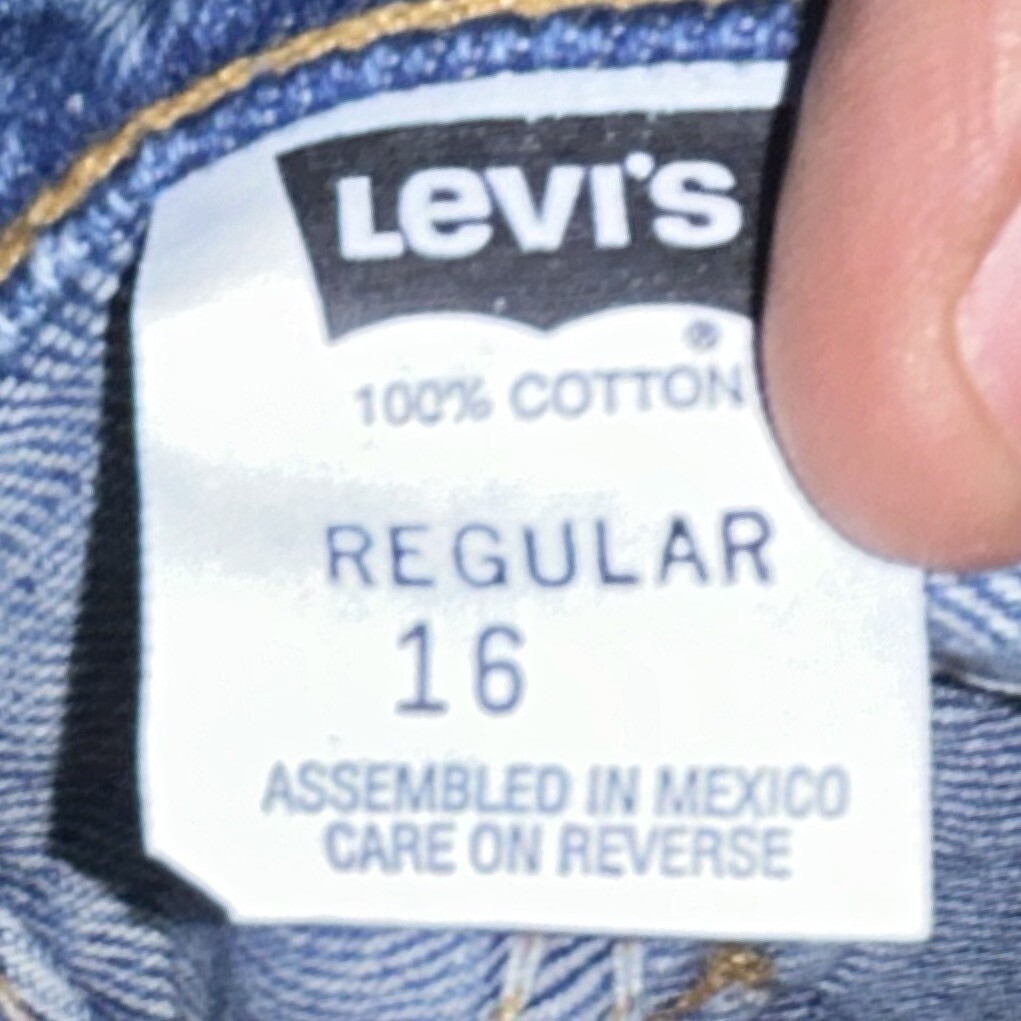 LEVI'S
®
100% COTTON
REGULAR
16
ASSEMBLED IN MEXICO
CARE ON REVERSE